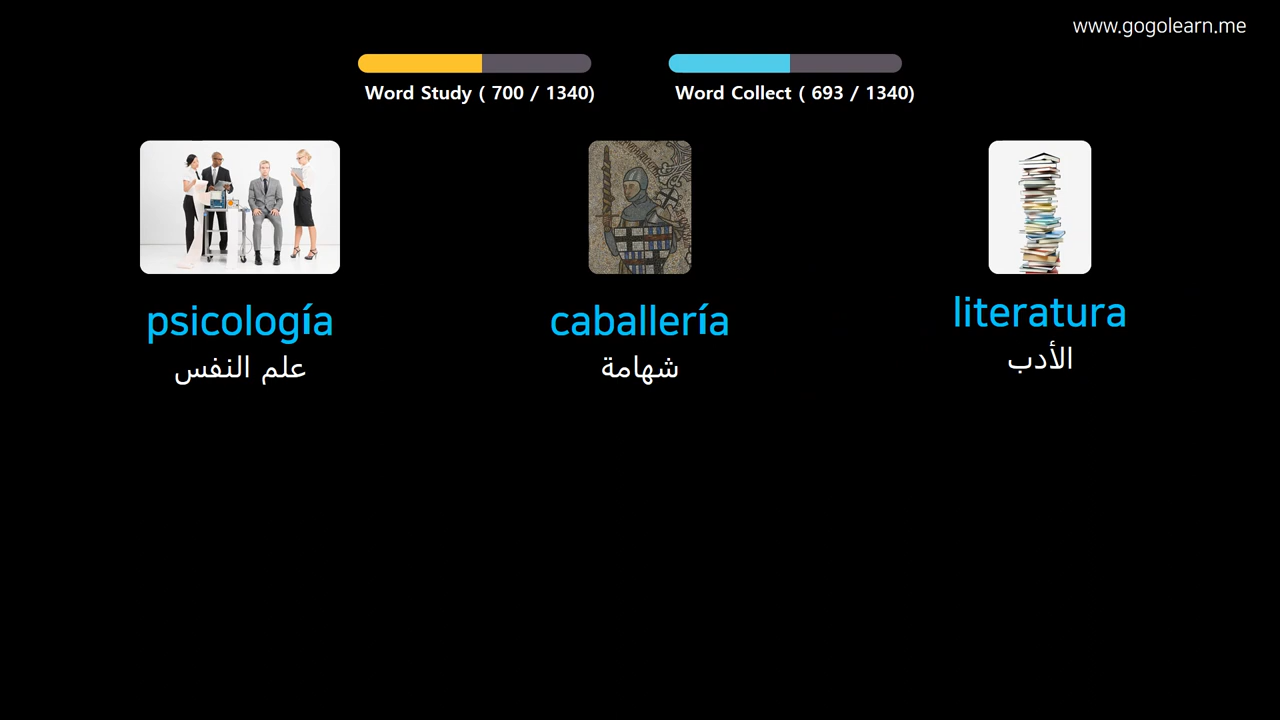 www.gogolearn.me
Word Study ( 700 / 1340)
Word Collect ( 693 / 1340)
psicología
علم النفس
caballería
شهامة
literatura
الأدب